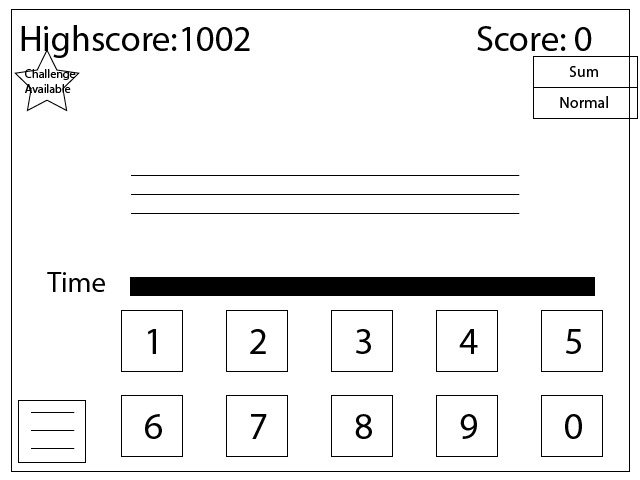 Highscore:1002
Score: 0
Challenge
Available
Sum
Normal
Time
1 2 3 4 5
6 7 8 9 0